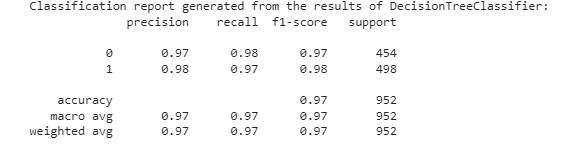 Classification report generated from the results of DecisionTreeClassifier:
precision recall f1-score support
0 0.97 0.98 0.97 454
1 0.98 0.97 0.98 498
accuracy 0.97 952
macro avg 0.97 0.97 0.97 952
weighted avg 0.97 0.97 0.97 952